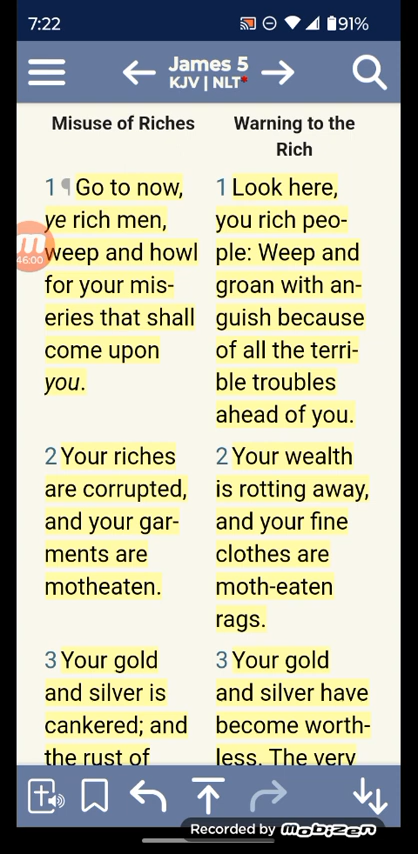 7:22 91%
James 5
KJV | NLT*
Misuse of Riches
1 ¶ Go to now,
ye rich men,
weep and howl
for your mis-
eries that shall
come upon
you.
2 Your riches
are corrupted,
and your gar-
ments are
motheaten.
3 Your gold
and silver is
cankered; and
the rust of
Warning to the
Rich
1 Look here,
you rich peo-
ple: Weep and
groan with an-
guish because
of all the terri-
ble troubles
ahead of you.
2 Your wealth
is rotting away,
and your fine
clothes are
moth-eaten
rags.
3 Your gold
and silver have
become worth-
less. The very
46:00
Recorded by mobizen